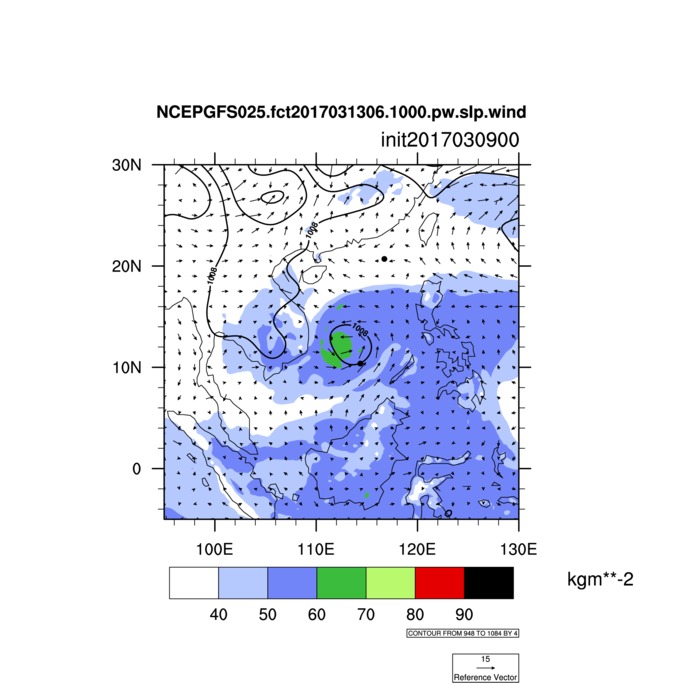 NCEPGFS025.fct2017031306.1000.pw.slp.wind
init2017030900
30N
20N
10N
0
1008
1008
1008
100E 110E 120E 130E
40 50 60 70 80 90
kgm**-2
CONTOUR FROM 948 TO 1084 BY 4
15
Reference Vector